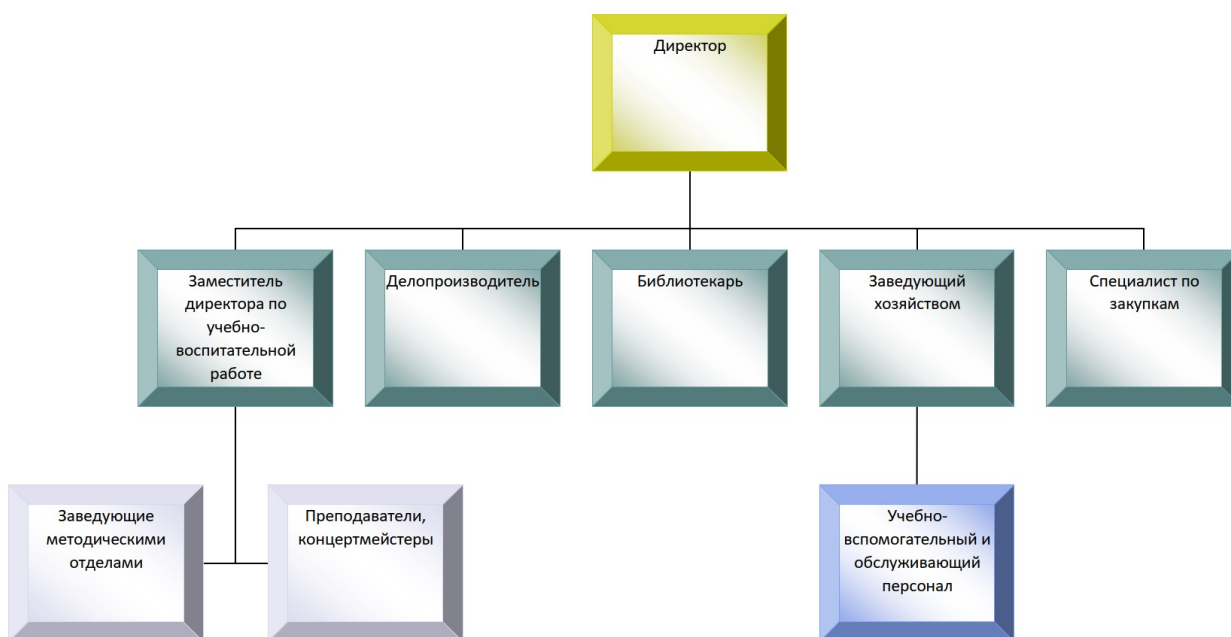 Директор
Заместитель
директора по
учебно-
воспитательной
работе
Делопроизводитель
Библиотекарь
Заведующий
хозяйством
Специалист по
закупкам
Заведующие
методическими
отделами
Преподаватели,
концертмейстеры
Учебно-
вспомогательный и
обслуживающий
персонал